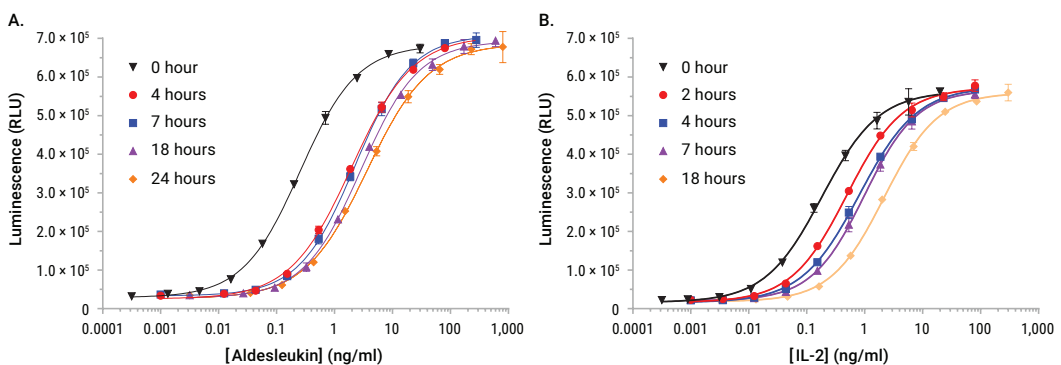 A.
7.0 × 10⁵
6.0 × 10⁵
5.0 × 10⁵
4.0 × 10⁵
3.0 × 10⁵
2.0 × 10⁵
1.0 × 10⁵
0
Luminescence (RLU)
0 hour
4 hours
7 hours
18 hours
24 hours
0.0001 0.001 0.01 0.1 1 10 100 1,000
[Aldesleukin] (ng/ml)
B.
7.0 × 10⁵
6.0 × 10⁵
5.0 × 10⁵
4.0 × 10⁵
3.0 × 10⁵
2.0 × 10⁵
1.0 × 10⁵
0
Luminescence (RLU)
0 hour
2 hours
4 hours
7 hours
18 hours
0.0001 0.001 0.01 0.1 1 10 100 1,000
[IL-2] (ng/ml)